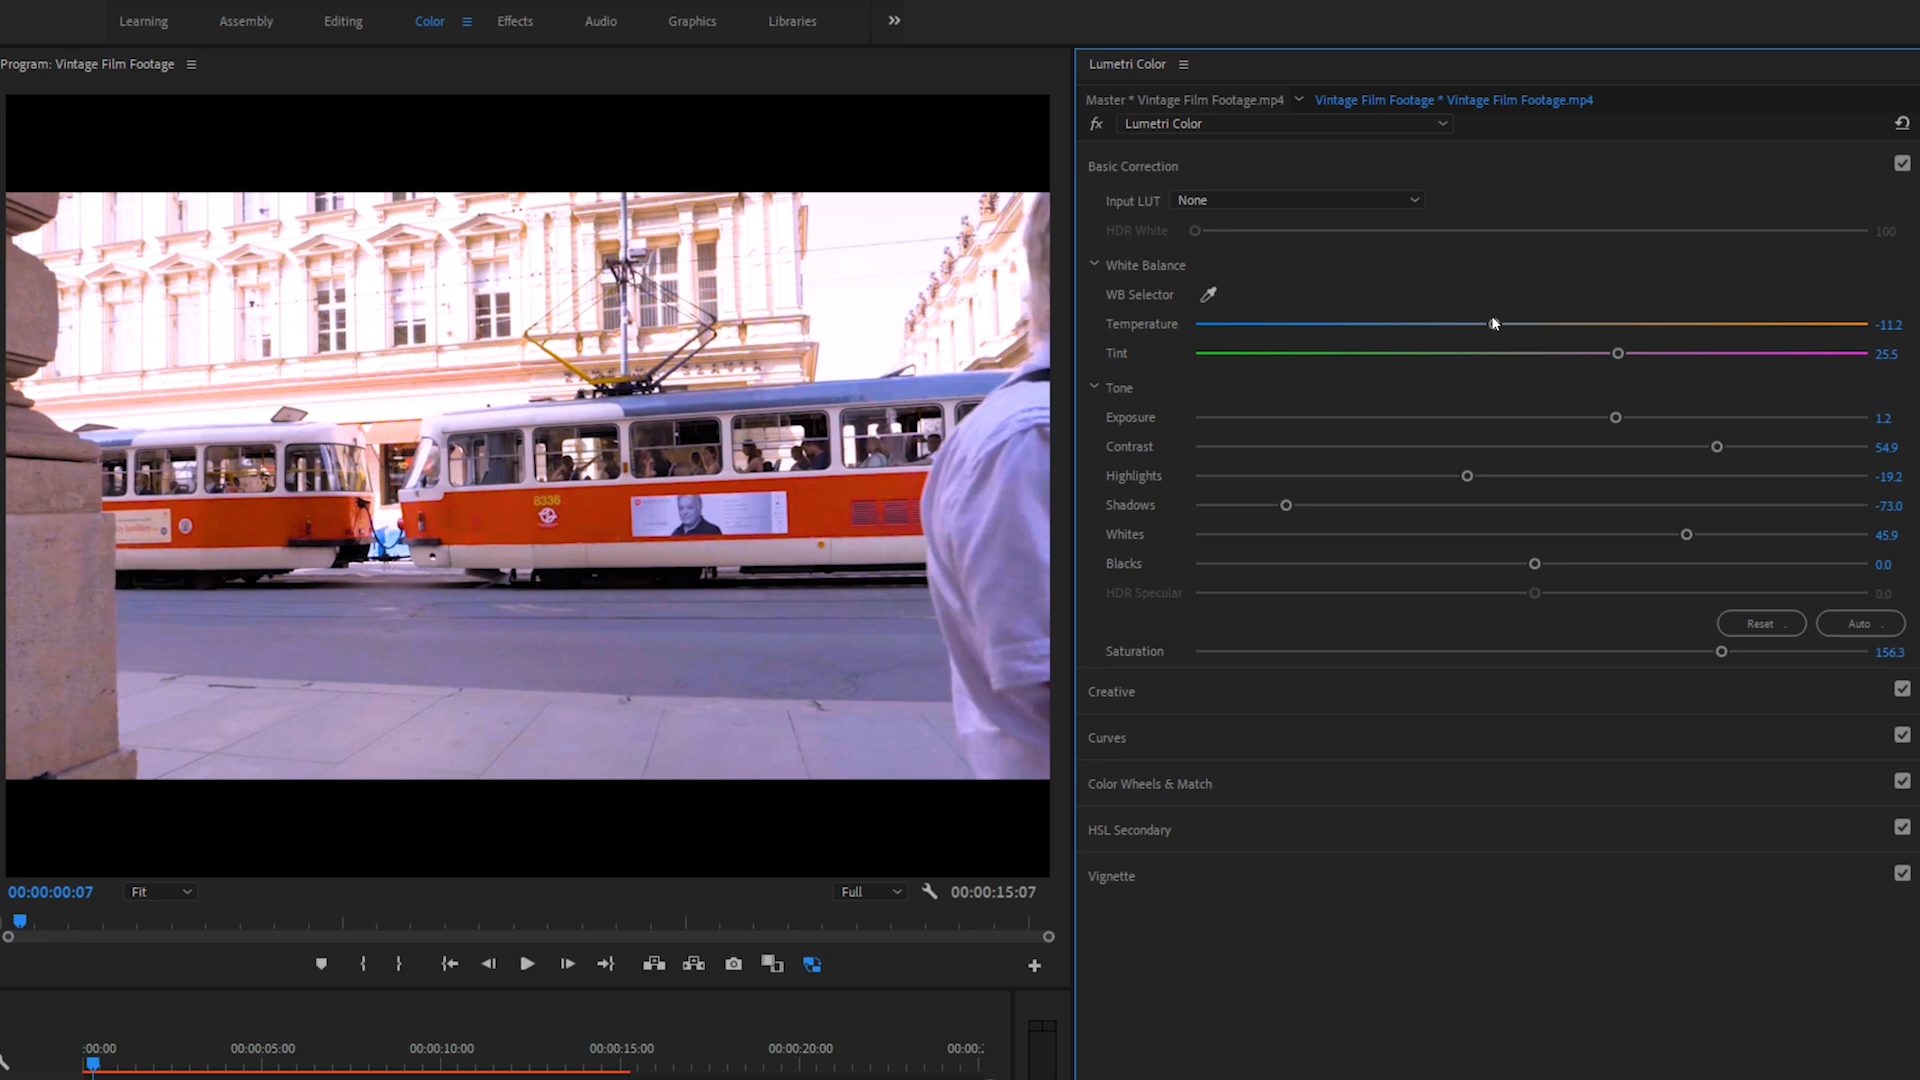 Learning Assembly Editing Color Effects Audio Graphics Libraries
Program: Vintage Film Footage
8336
00:00:00:07 Fit Full 00:00:15:07
:00:00 00:00:05:00 00:00:10:00 00:00:15:00 00:00:20:00 00:00:
Lumetri Color
Master * Vintage Film Footage.mp4 Vintage Film Footage * Vintage Film Footage.mp4
fx Lumetri Color
Basic Correction
Input LUT None
HDR White 100
White Balance
WB Selector
Temperature -11.2
Tint 25.5
Tone
Exposure 1.2
Contrast 54.9
Highlights -19.2
Shadows -73.0
Whites 45.9
Blacks 0.0
HDR Specular 0.0
Reset Auto
Saturation 156.3
Creative
Curves
Color Wheels & Match
HSL Secondary
Vignette